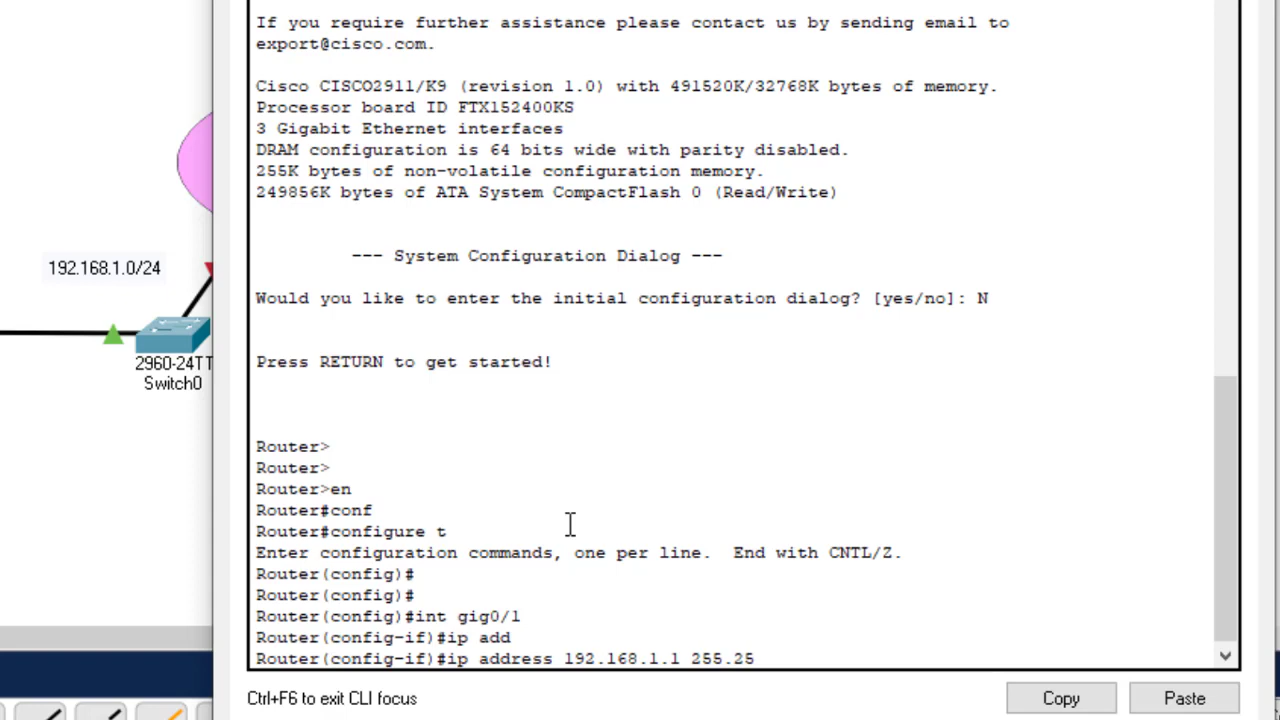 If you require further assistance please contact us by sending email to
export@cisco.com.
Cisco CISCO2911/K9 (revision 1.0) with 491520K/32768K bytes of memory.
Processor board ID FTX152400KS
3 Gigabit Ethernet interfaces
DRAM configuration is 64 bits wide with parity disabled.
255K bytes of non-volatile configuration memory.
249856K bytes of ATA System CompactFlash 0 (Read/Write)
--- System Configuration Dialog ---
Would you like to enter the initial configuration dialog? [yes/no]: N
Press RETURN to get started!
Router>
Router>
Router>en
Router#conf
Router#configure t
Enter configuration commands, one per line.  End with CNTL/Z.
Router(config)#
Router(config)#
Router(config)#int gig0/1
Router(config-if)#ip add
Router(config-if)#ip address 192.168.1.1 255.25
Ctrl+F6 to exit CLI focus
Copy
Paste
192.168.1.0/24
2960-24TT
Switch0